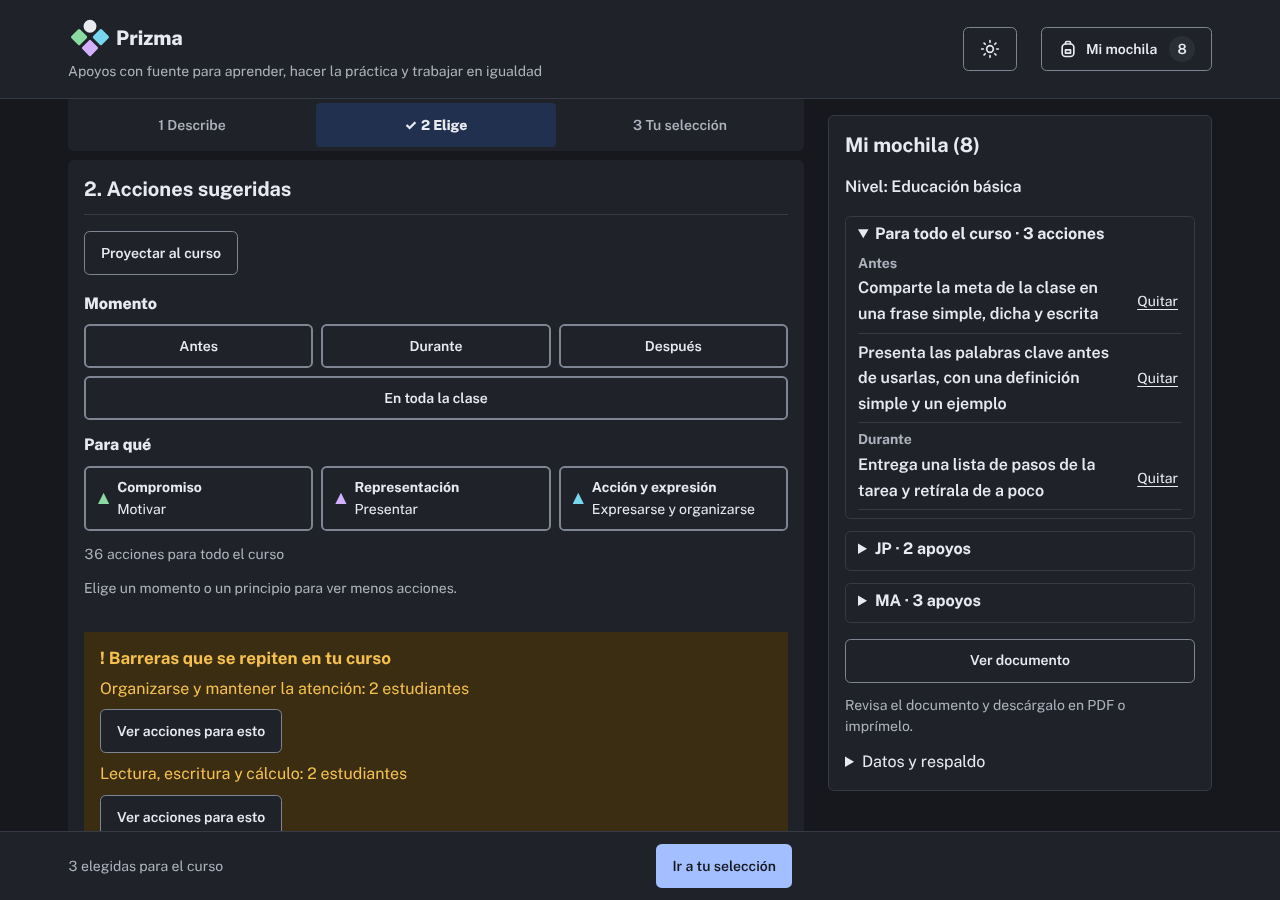 Prizma
Apoyos con fuente para aprender, hacer la práctica y trabajar en igualdad
Mi mochila 8
1 Describe
✓ 2 Elige
3 Tu selección
2. Acciones sugeridas
Proyectar al curso
Momento
Antes
Durante
Después
En toda la clase
Para qué
Compromiso
Motivar
Representación
Presentar
Acción y expresión
Expresarse y organizarse
36 acciones para todo el curso
Elige un momento o un principio para ver menos acciones.
! Barreras que se repiten en tu curso
Organizarse y mantener la atención: 2 estudiantes
Ver acciones para esto
Lectura, escritura y cálculo: 2 estudiantes
Ver acciones para esto
Mi mochila (8)
Nivel: Educación básica
Para todo el curso · 3 acciones
Antes
Comparte la meta de la clase en
una frase simple, dicha y escrita
Quitar
Presenta las palabras clave antes
de usarlas, con una definición
simple y un ejemplo
Quitar
Durante
Entrega una lista de pasos de la
tarea y retírala de a poco
Quitar
JP · 2 apoyos
MA · 3 apoyos
Ver documento
Revisa el documento y descárgalo en PDF o
imprímelo.
Datos y respaldo
3 elegidas para el curso
Ir a tu selección